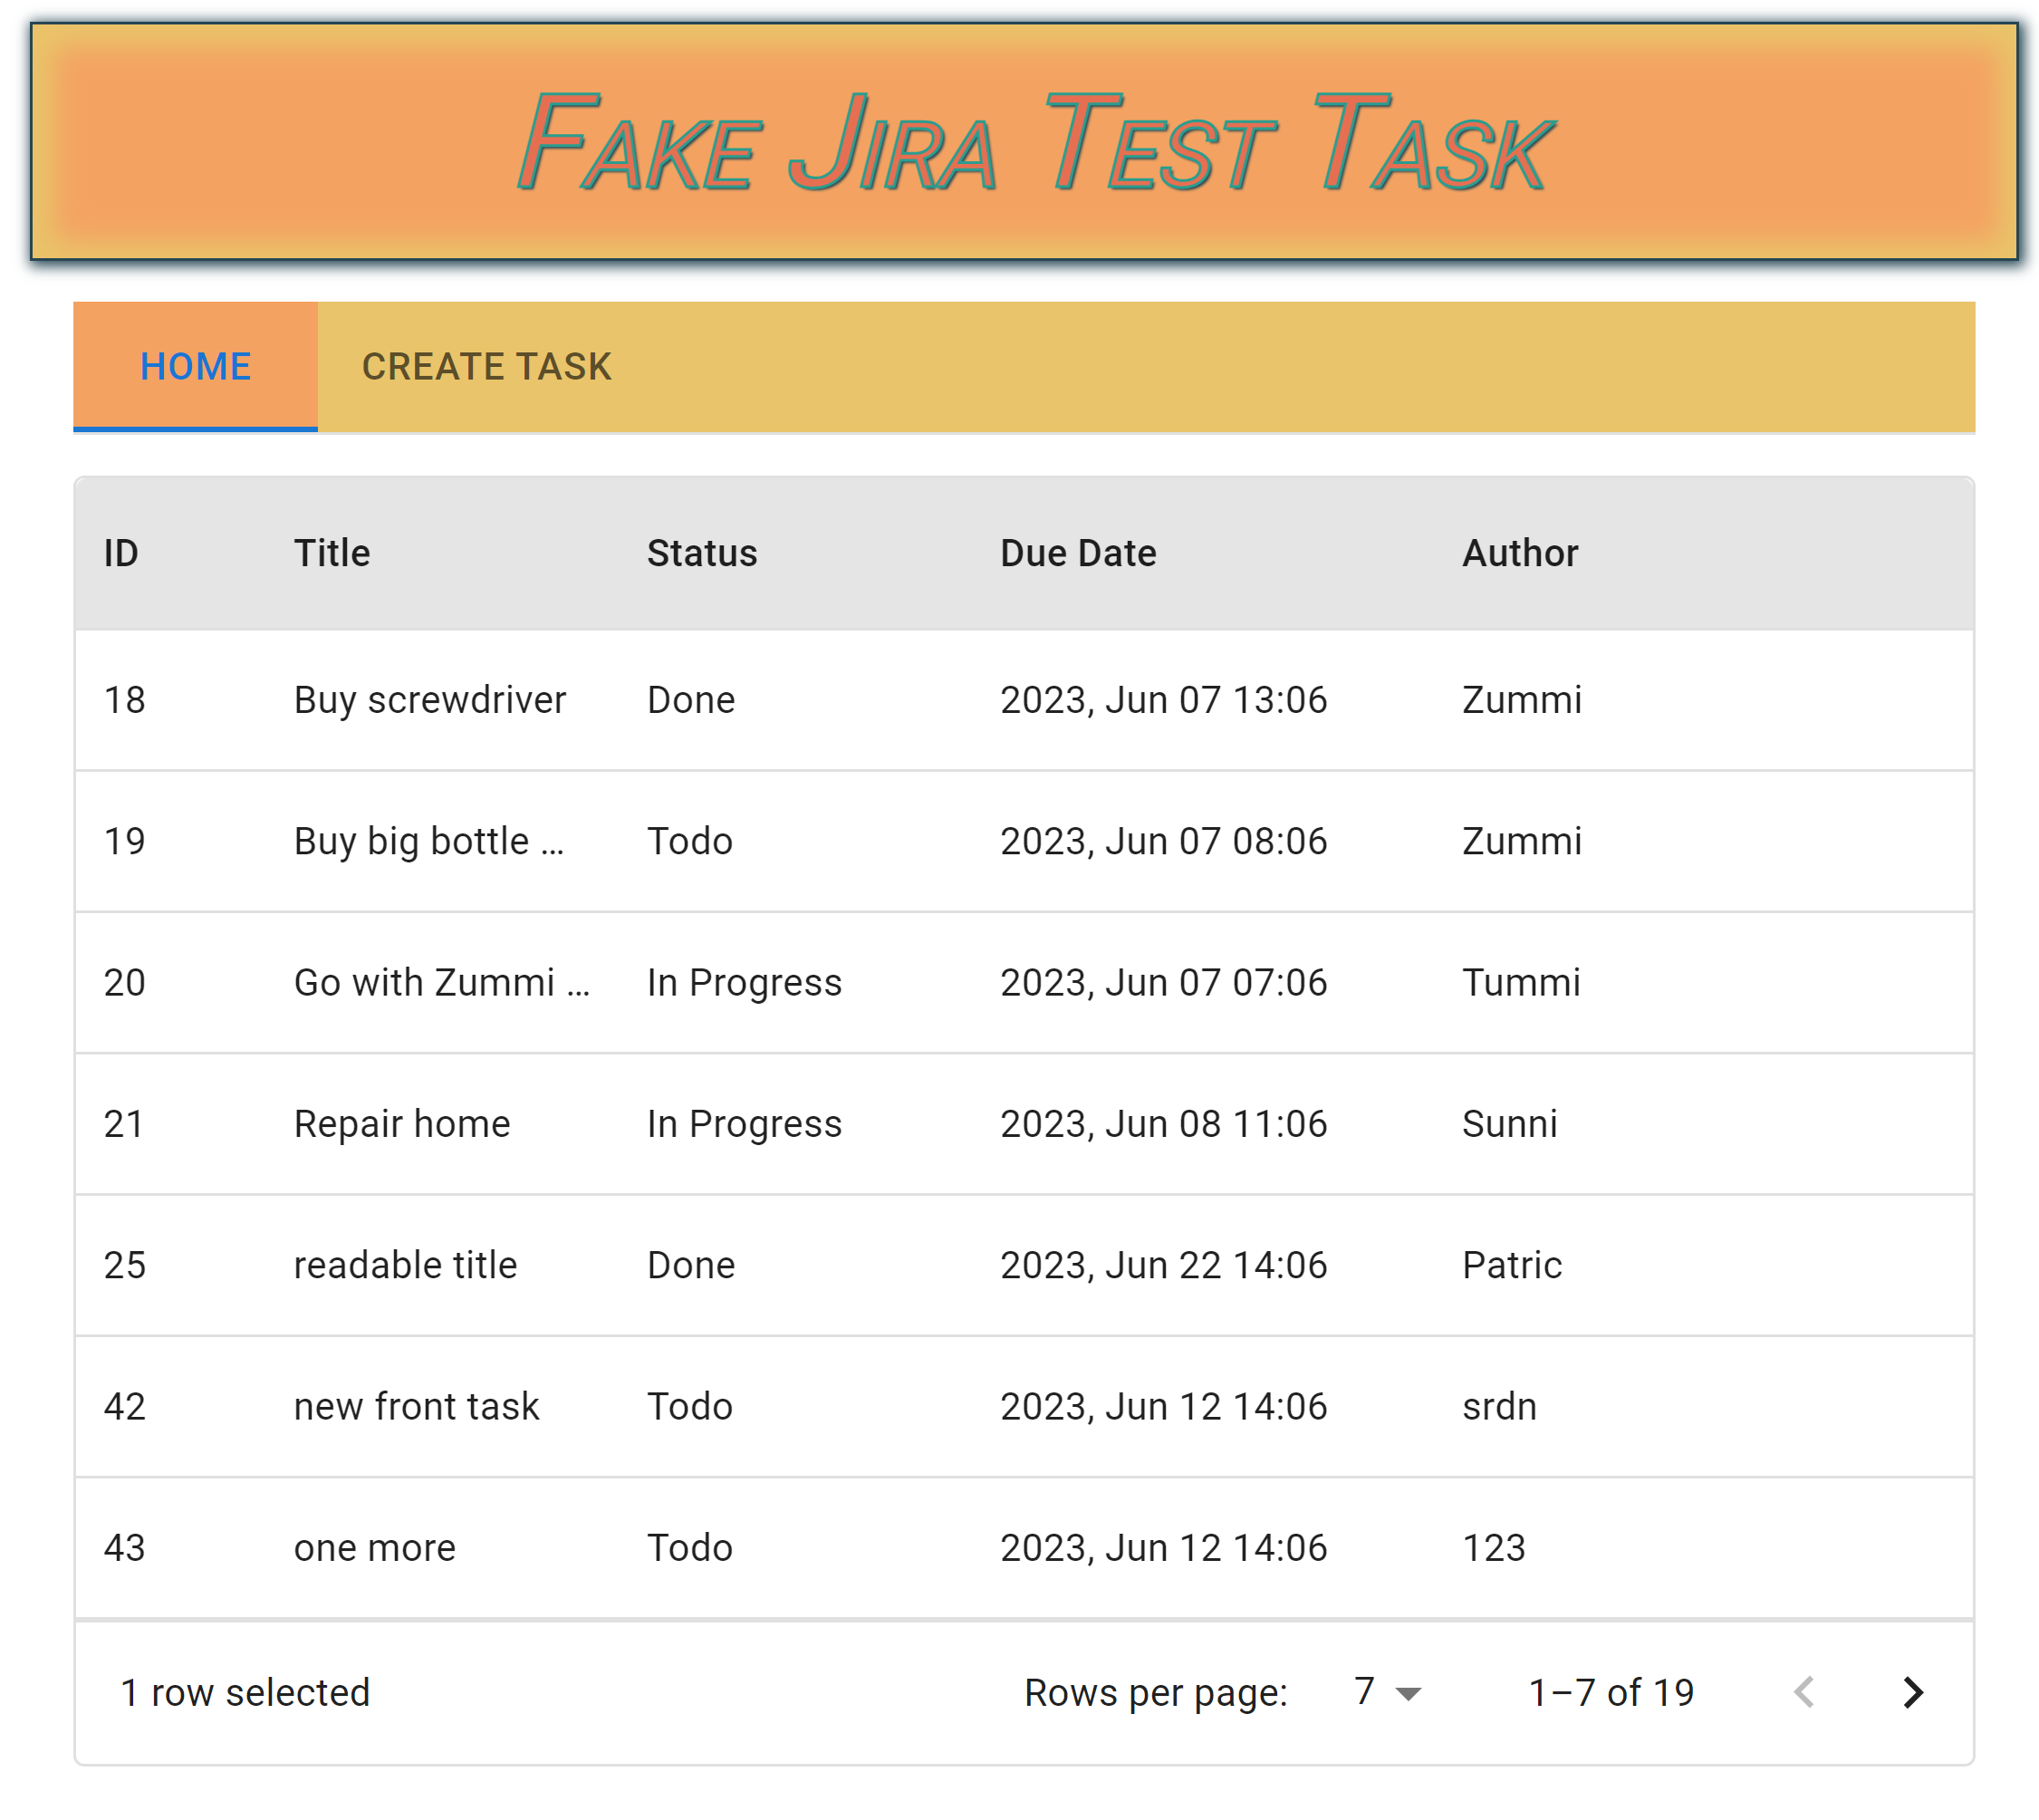 Fake Jira Test Task
HOME CREATE TASK
ID Title Status Due Date Author
18 Buy screwdriver Done 2023, Jun 07 13:06 Zummi
19 Buy big bottle ... Todo 2023, Jun 07 08:06 Zummi
20 Go with Zummi ... In Progress 2023, Jun 07 07:06 Tummi
21 Repair home In Progress 2023, Jun 08 11:06 Sunni
25 readable title Done 2023, Jun 22 14:06 Patric
42 new front task Todo 2023, Jun 12 14:06 srdn
43 one more Todo 2023, Jun 12 14:06 123
1 row selected Rows per page: 7 1–7 of 19